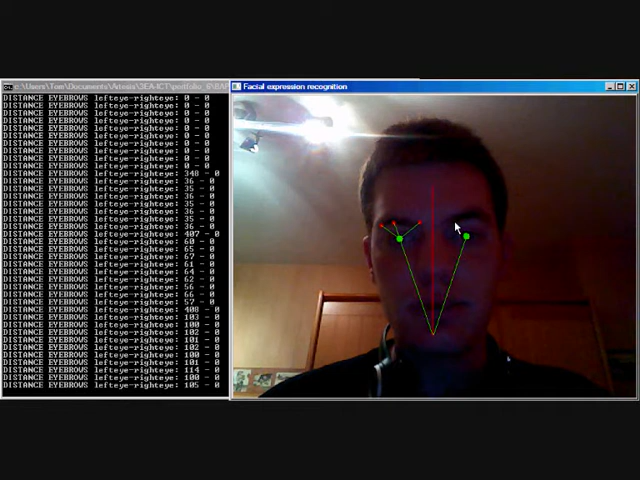 c:\Users\Tom\Documents\Artesis\3EA-ICT\portfolio_6\BAP
Facial expression recognition
DISTANCE EYEBROWS lefteye-righteye: 0 - 0
DISTANCE EYEBROWS lefteye-righteye: 0 - 0
DISTANCE EYEBROWS lefteye-righteye: 0 - 0
DISTANCE EYEBROWS lefteye-righteye: 0 - 0
DISTANCE EYEBROWS lefteye-righteye: 0 - 0
DISTANCE EYEBROWS lefteye-righteye: 0 - 0
DISTANCE EYEBROWS lefteye-righteye: 0 - 0
DISTANCE EYEBROWS lefteye-righteye: 0 - 0
DISTANCE EYEBROWS lefteye-righteye: 0 - 0
DISTANCE EYEBROWS lefteye-righteye: 0 - 0
DISTANCE EYEBROWS lefteye-righteye: 348 - 0
DISTANCE EYEBROWS lefteye-righteye: 36 - 0
DISTANCE EYEBROWS lefteye-righteye: 35 - 0
DISTANCE EYEBROWS lefteye-righteye: 36 - 0
DISTANCE EYEBROWS lefteye-righteye: 35 - 0
DISTANCE EYEBROWS lefteye-righteye: 35 - 0
DISTANCE EYEBROWS lefteye-righteye: 35 - 0
DISTANCE EYEBROWS lefteye-righteye: 36 - 0
DISTANCE EYEBROWS lefteye-righteye: 407 - 0
DISTANCE EYEBROWS lefteye-righteye: 60 - 0
DISTANCE EYEBROWS lefteye-righteye: 65 - 0
DISTANCE EYEBROWS lefteye-righteye: 67 - 0
DISTANCE EYEBROWS lefteye-righteye: 61 - 0
DISTANCE EYEBROWS lefteye-righteye: 64 - 0
DISTANCE EYEBROWS lefteye-righteye: 62 - 0
DISTANCE EYEBROWS lefteye-righteye: 56 - 0
DISTANCE EYEBROWS lefteye-righteye: 66 - 0
DISTANCE EYEBROWS lefteye-righteye: 57 - 0
DISTANCE EYEBROWS lefteye-righteye: 408 - 0
DISTANCE EYEBROWS lefteye-righteye: 103 - 0
DISTANCE EYEBROWS lefteye-righteye: 100 - 0
DISTANCE EYEBROWS lefteye-righteye: 102 - 0
DISTANCE EYEBROWS lefteye-righteye: 101 - 0
DISTANCE EYEBROWS lefteye-righteye: 102 - 0
DISTANCE EYEBROWS lefteye-righteye: 100 - 0
DISTANCE EYEBROWS lefteye-righteye: 101 - 0
DISTANCE EYEBROWS lefteye-righteye: 114 - 0
DISTANCE EYEBROWS lefteye-righteye: 100 - 0
DISTANCE EYEBROWS lefteye-righteye: 105 - 0